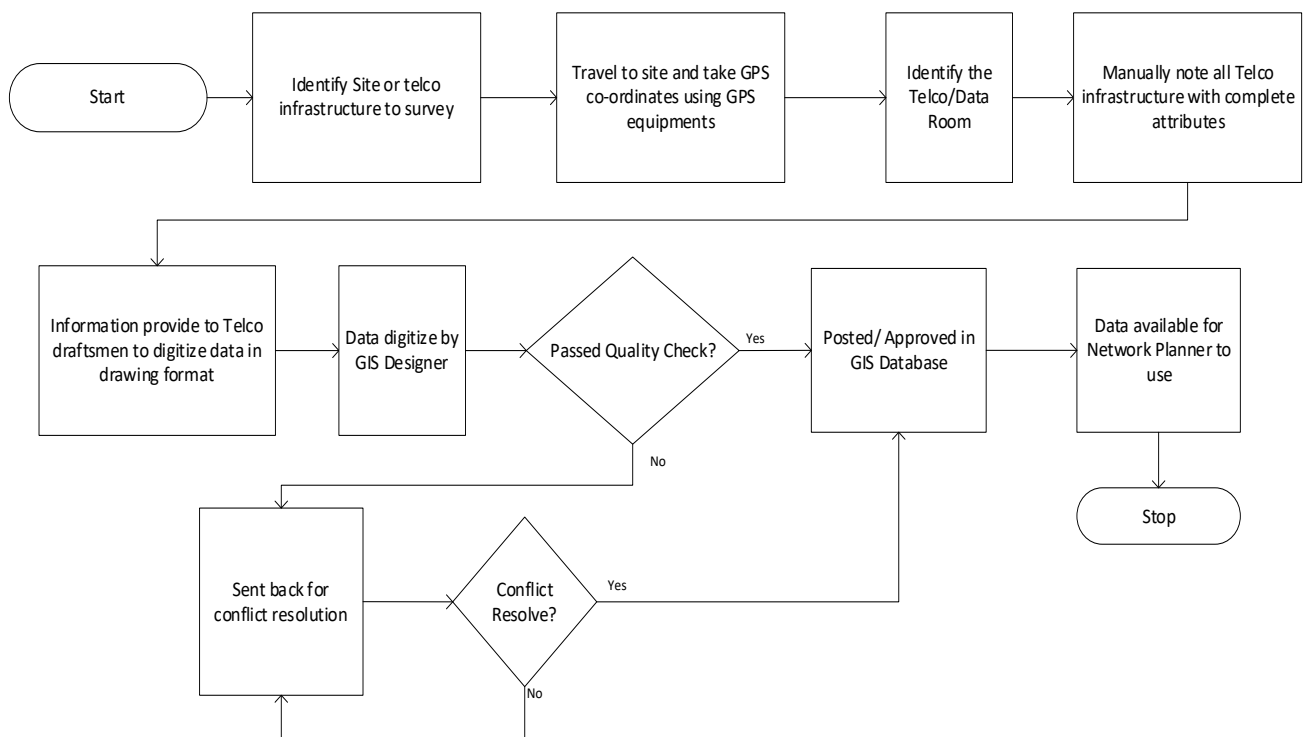 Start
Identify Site or telco
infrastructure to survey
Travel to site and take GPS
co-ordinates using GPS
equipments
Identify the
Telco/Data
Room
Manually note all Telco
infrastructure with complete
attributes
Information provide to Telco
draftsmen to digitize data in
drawing format
Data digitize by
GIS Designer
Passed Quality Check?
Yes
Posted/ Approved in
GIS Database
Data available for
Network Planner to
use
No
Stop
Sent back for
conflict resolution
Conflict
Resolve?
Yes
No